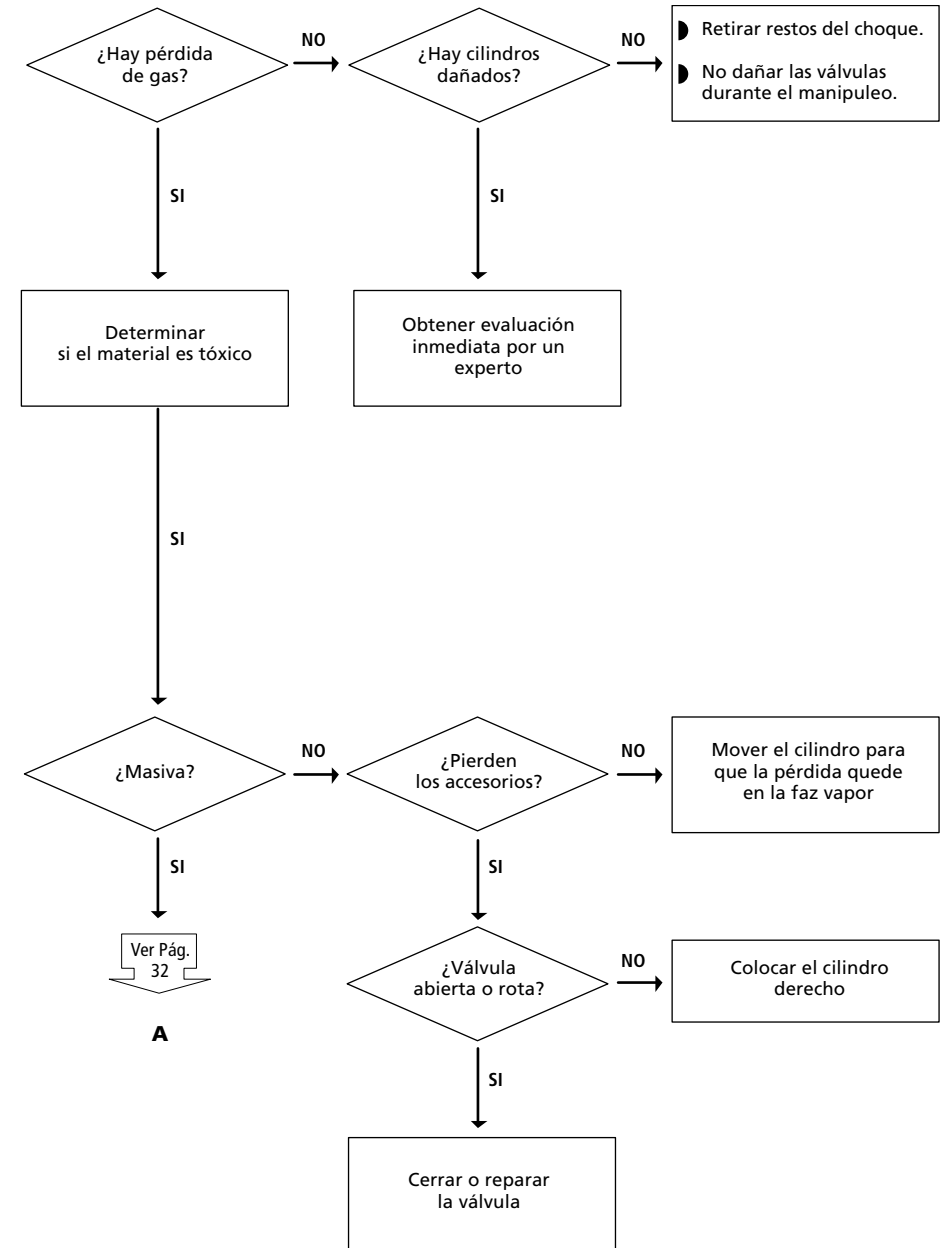 ¿Hay pérdida
de gas?
NO
¿Hay cilindros
dañados?
NO
Retirar restos del choque.
No dañar las válvulas
durante el manipuleo.
SI
SI
Determinar
si el material es tóxico
Obtener evaluación
inmediata por un
experto
SI
¿Masiva?
NO
¿Pierden
los accesorios?
NO
Mover el cilindro para
que la pérdida quede
en la faz vapor
SI
SI
Ver Pág.
32
A
¿Válvula
abierta o rota?
NO
Colocar el cilindro
derecho
SI
Cerrar o reparar
la válvula